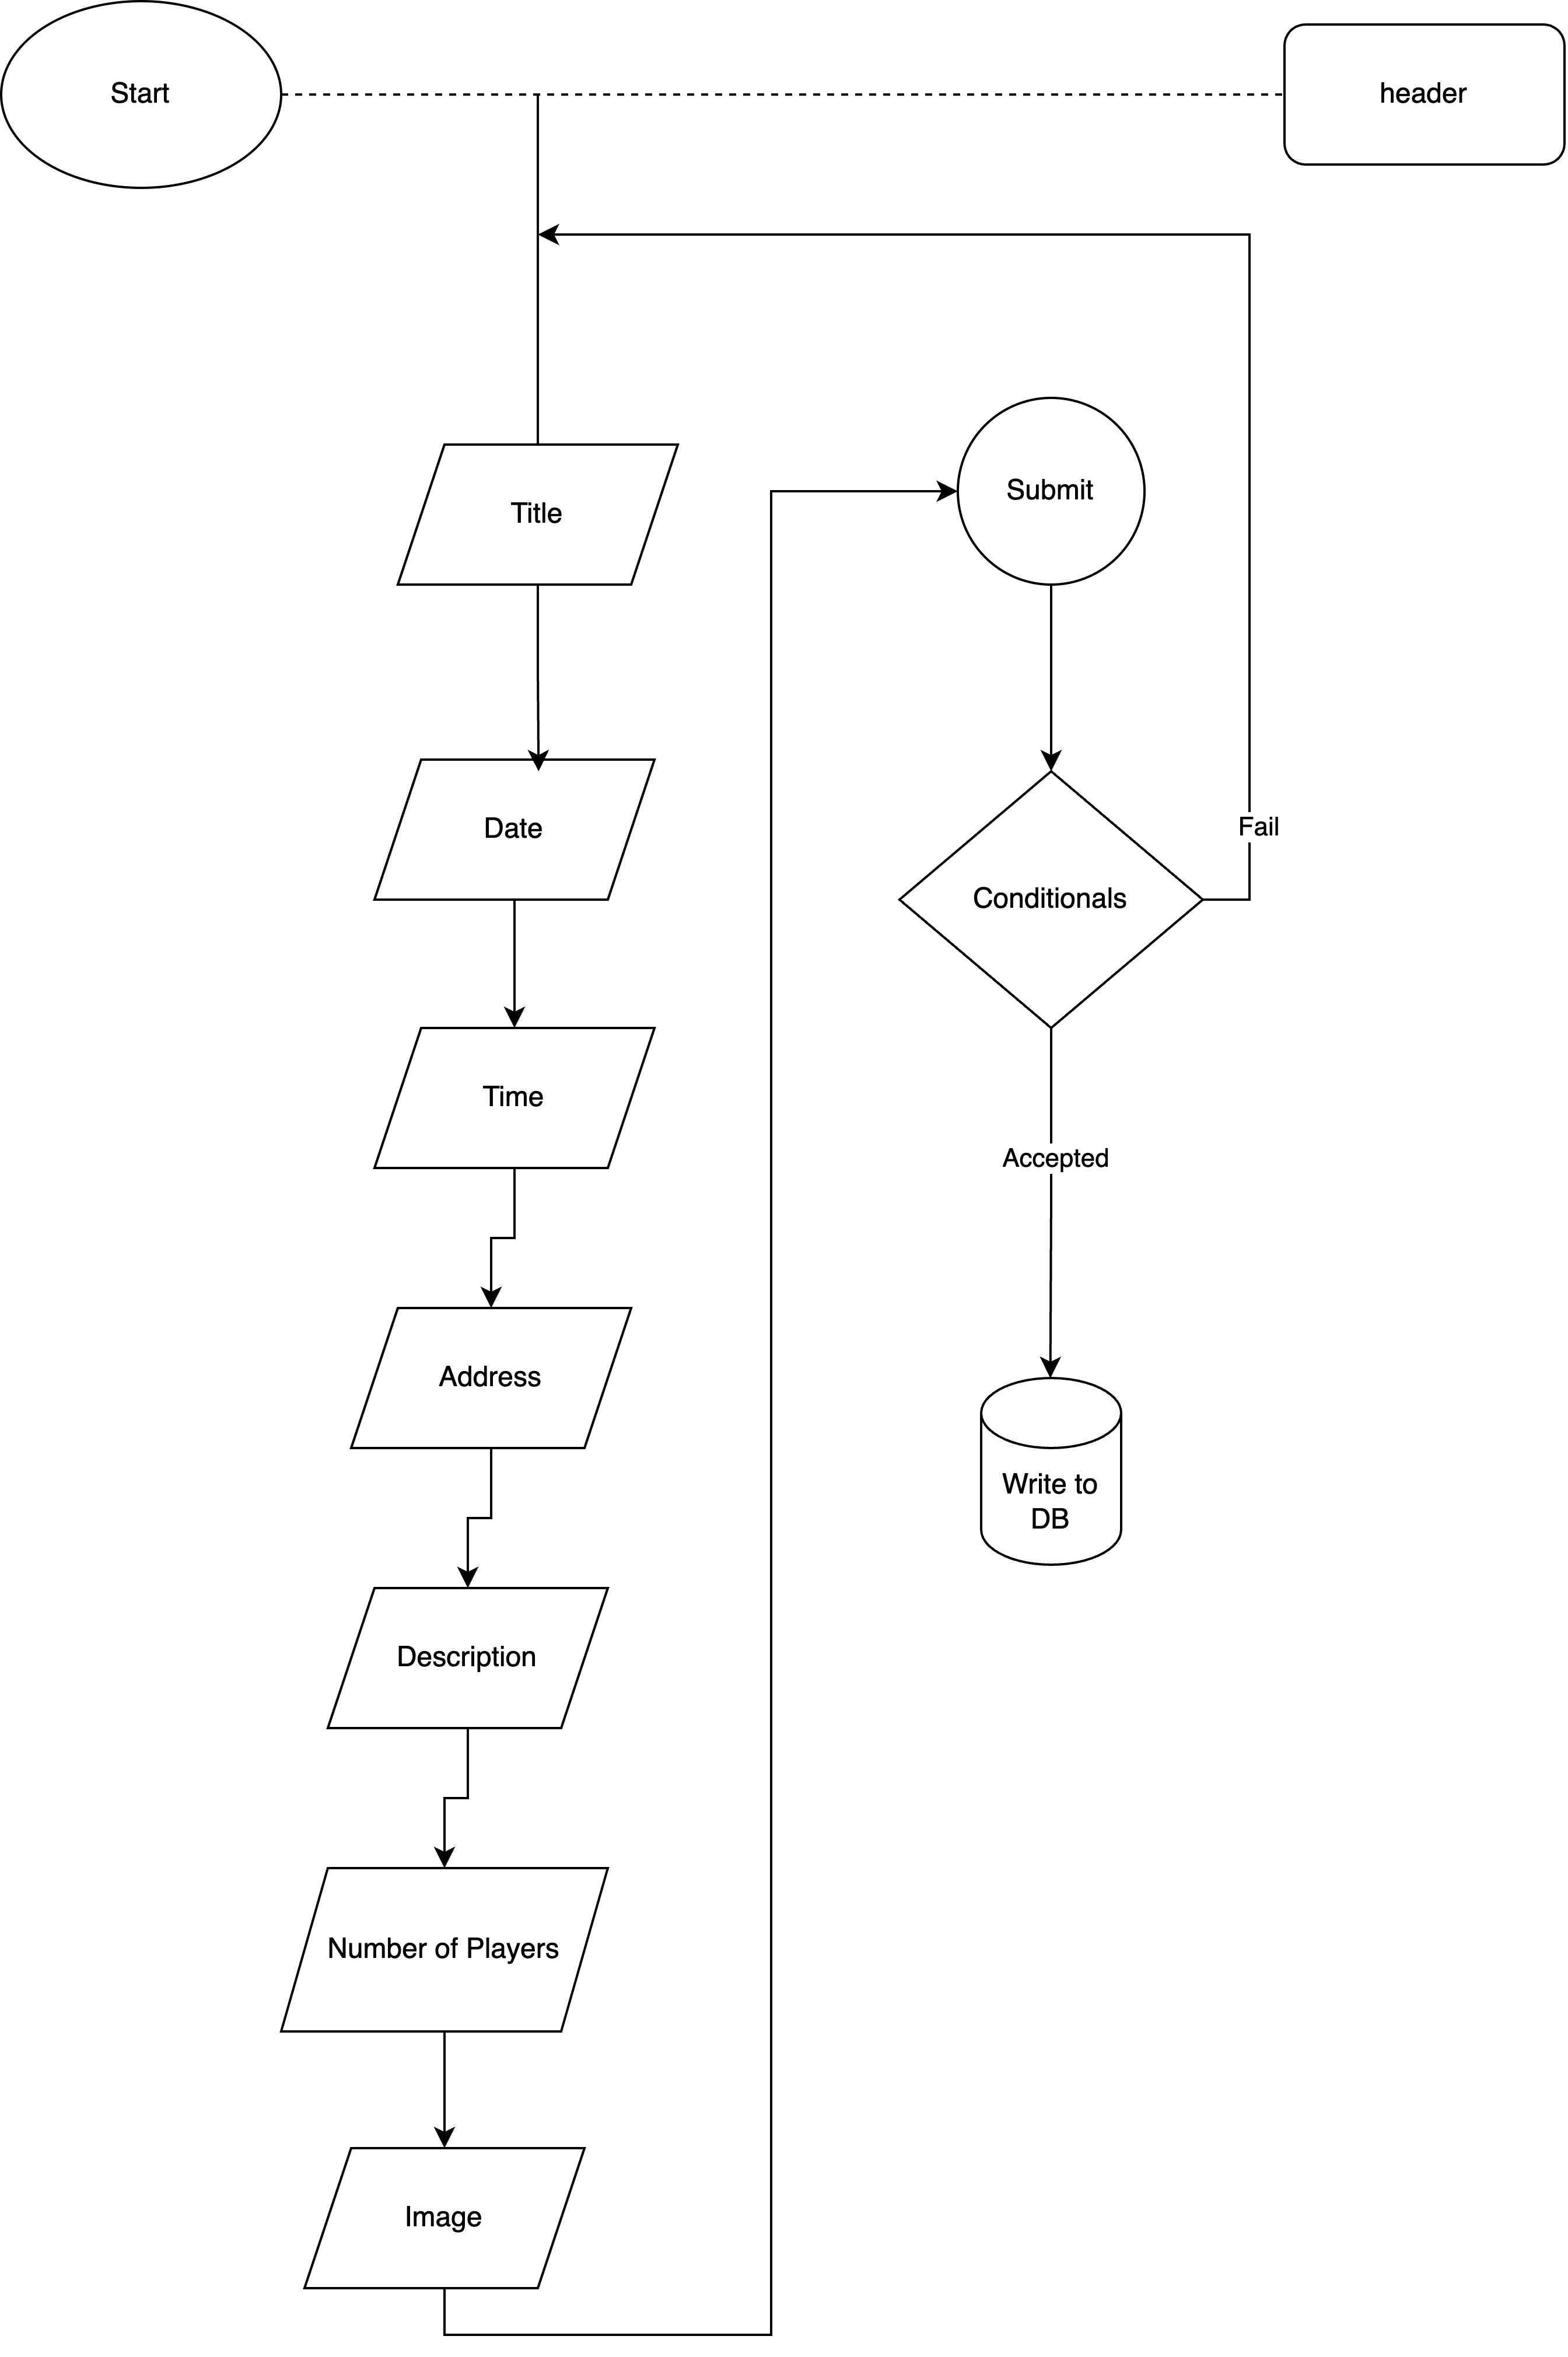 Start
header
Title
Submit
Date
Fail
Conditionals
Time
Accepted
Address
Write to
DB
Description
Number of Players
Image